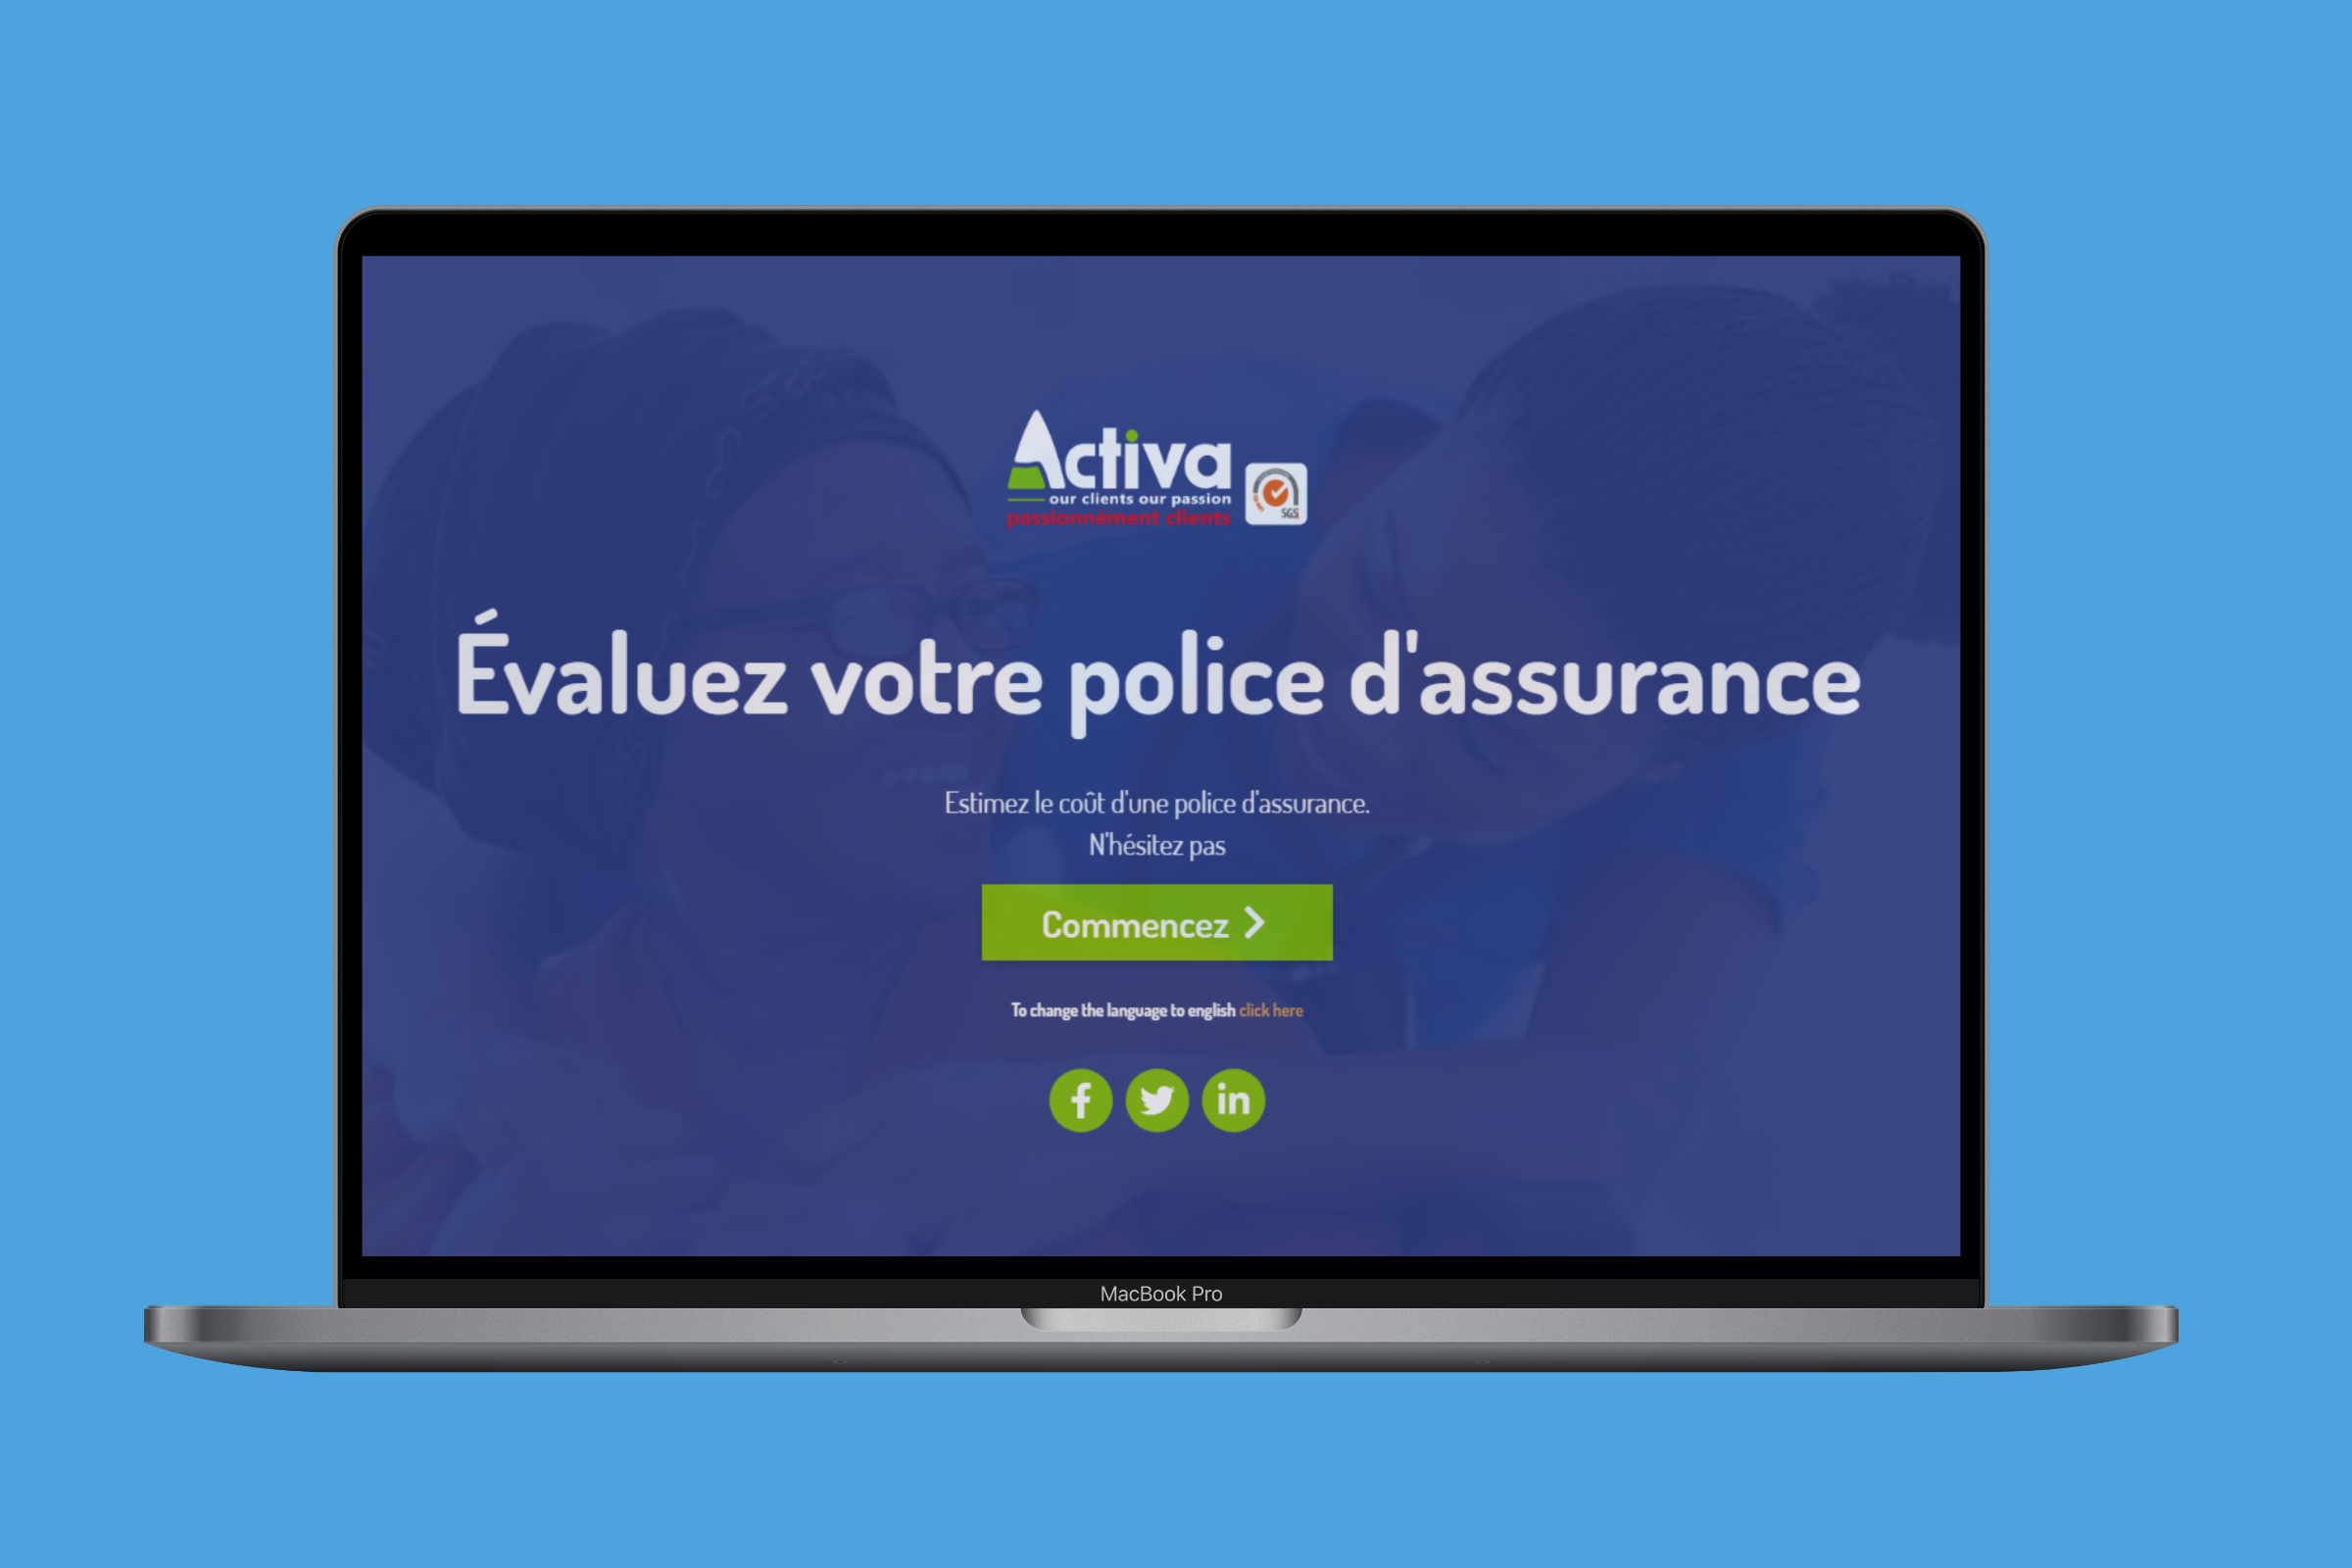 Activa
our clients our passion
passionnément clients
SGS
Évaluez votre police d'assurance
Estimez le coût d'une police d'assurance.
N'hésitez pas
Commencez
To change the language to english click here
MacBook Pro